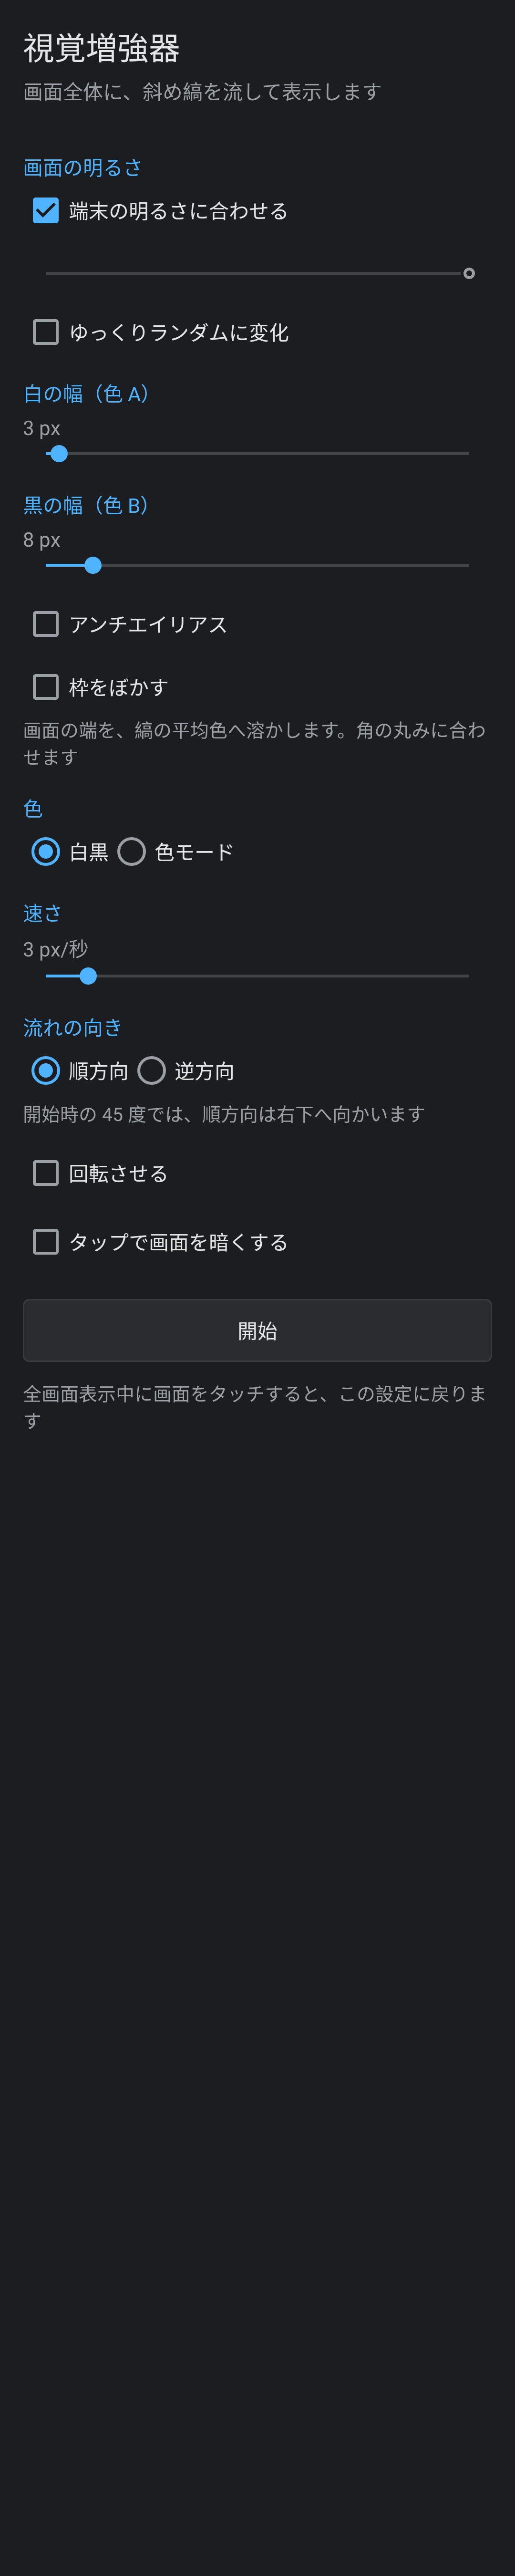 視覚増強器
画面全体に、斜め縞を流して表示します
画面の明るさ
端末の明るさに合わせる
ゆっくりランダムに変化
白の幅（色 A）
3 px
黒の幅（色 B）
8 px
アンチエイリアス
枠をぼかす
画面の端を、縞の平均色へ溶かします。角の丸みに合わ
せます
色
白黒 色モード
速さ
3 px/秒
流れの向き
順方向 逆方向
開始時の 45 度では、順方向は右下へ向かいます
回転させる
タップで画面を暗くする
開始
全画面表示中に画面をタッチすると、この設定に戻りま
す